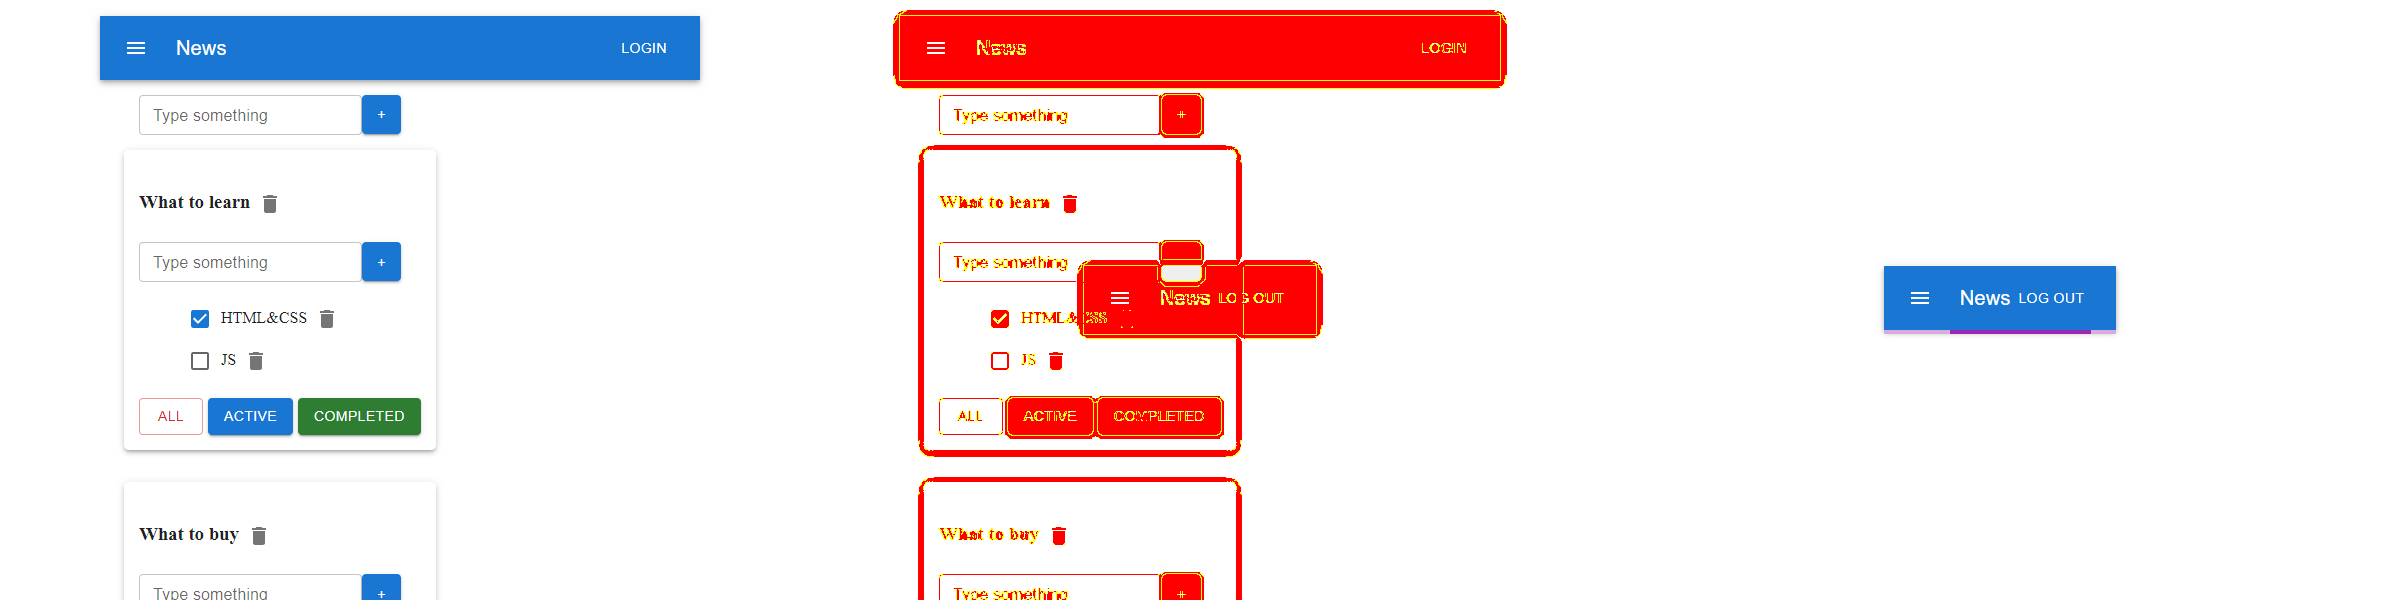 News LOGIN
Type something +
What to learn
Type something +
HTML&CSS
JS
ALL ACTIVE COMPLETED
What to buy
Type something +
News LOGIN
Type something +
What to learn
Type something
News LOG OUT
HTML&CSS
JS
ALL ACTIVE COMPLETED
What to buy
Type something +
News LOG OUT